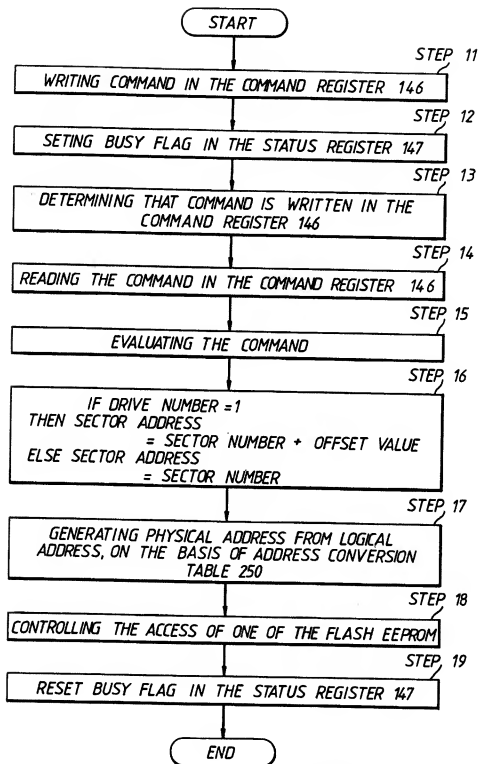 START
STEP 11
WRITING COMMAND IN THE COMMAND REGISTER 146
STEP 12
SETING BUSY FLAG IN THE STATUS REGISTER 147
STEP 13
DETERMINING THAT COMMAND IS WRITTEN IN THE
COMMAND REGISTER 146
STEP 14
READING THE COMMAND IN THE COMMAND REGISTER 146
STEP 15
EVALUATING THE COMMAND
STEP 16
IF DRIVE NUMBER =1
THEN SECTOR ADDRESS
= SECTOR NUMBER + OFFSET VALUE
ELSE SECTOR ADDRESS
= SECTOR NUMBER
STEP 17
GENERATING PHYSICAL ADDRESS FROM LOGICAL
ADDRESS, ON THE BASIS OF ADDRESS CONVERSION
TABLE 250
STEP 18
CONTROLLING THE ACCESS OF ONE OF THE FLASH EEPROM
STEP 19
RESET BUSY FLAG IN THE STATUS REGISTER 147
END